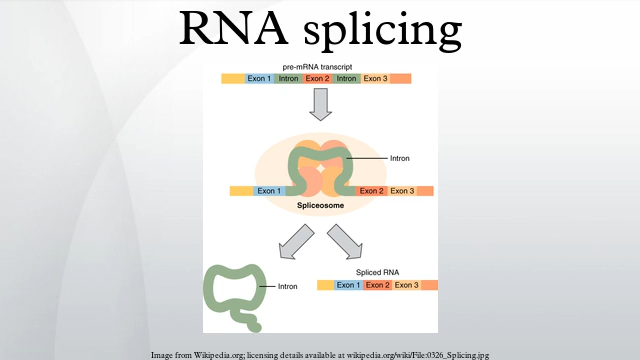 RNA splicing
pre-mRNA transcript
Exon 1 Intron Exon 2 Intron Exon 3
Intron
Exon 1 Exon 2 Exon 3
Spliceosome
Spliced RNA
Intron Exon 1 Exon 2 Exon 3
Image from Wikipedia.org; licensing details available at wikipedia.org/wiki/File:0326_Splicing.jpg